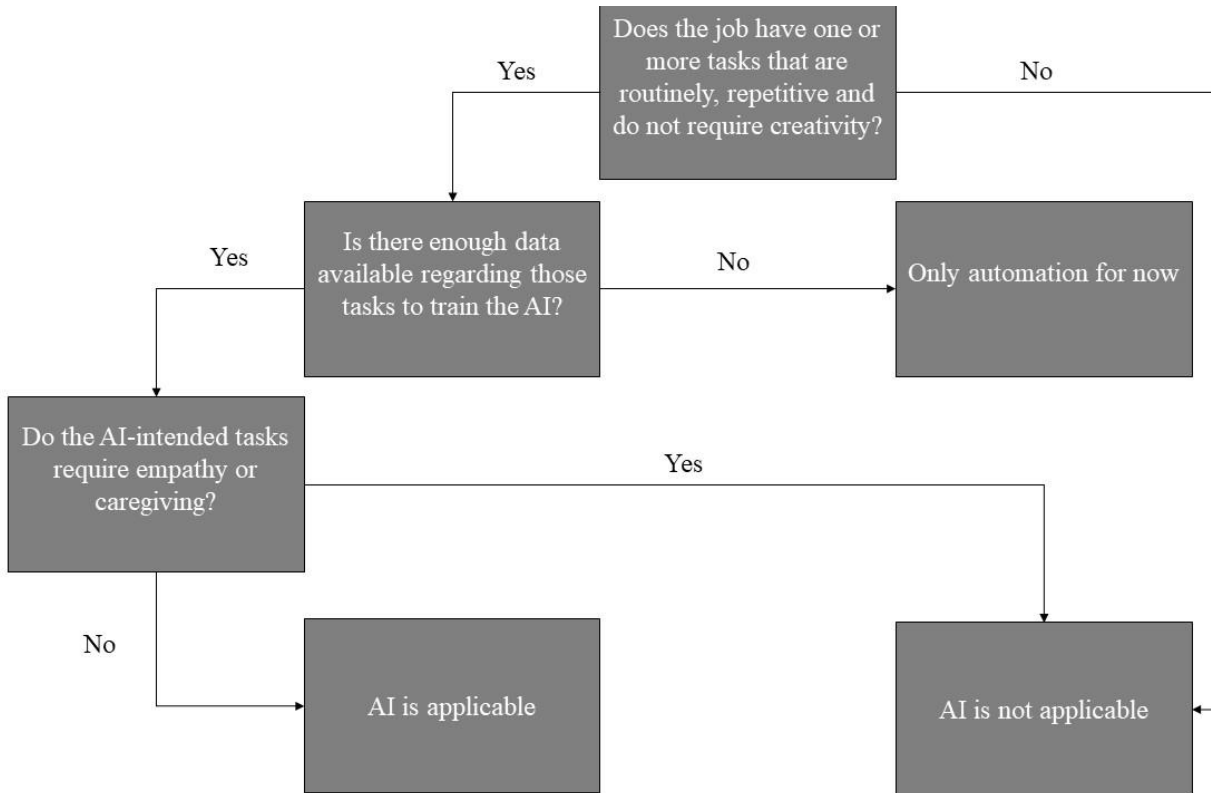 Does the job have one or
more tasks that are
routinely, repetitive and
do not require creativity?
Yes
No
Is there enough data
available regarding those
tasks to train the AI?
Yes
No
Only automation for now
Do the AI-intended tasks
require empathy or
caregiving?
Yes
No
AI is applicable
AI is not applicable